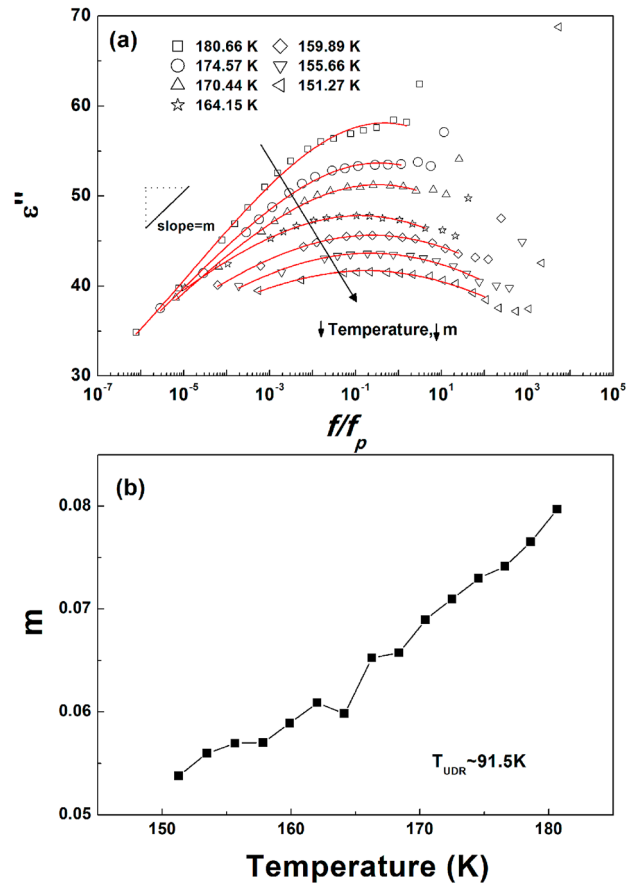 (a)
180.66 K 159.89 K
174.57 K 155.66 K
170.44 K 151.27 K
164.15 K
slope=m
↓ Temperature,↓ m
ε''
70
60
50
40
30
10⁻⁷ 10⁻⁵ 10⁻³ 10⁻¹ 10¹ 10³ 10⁵
f/fₚ
(b)
m
0.08
0.07
0.06
0.05
T_UDR~91.5K
150 160 170 180
Temperature (K)